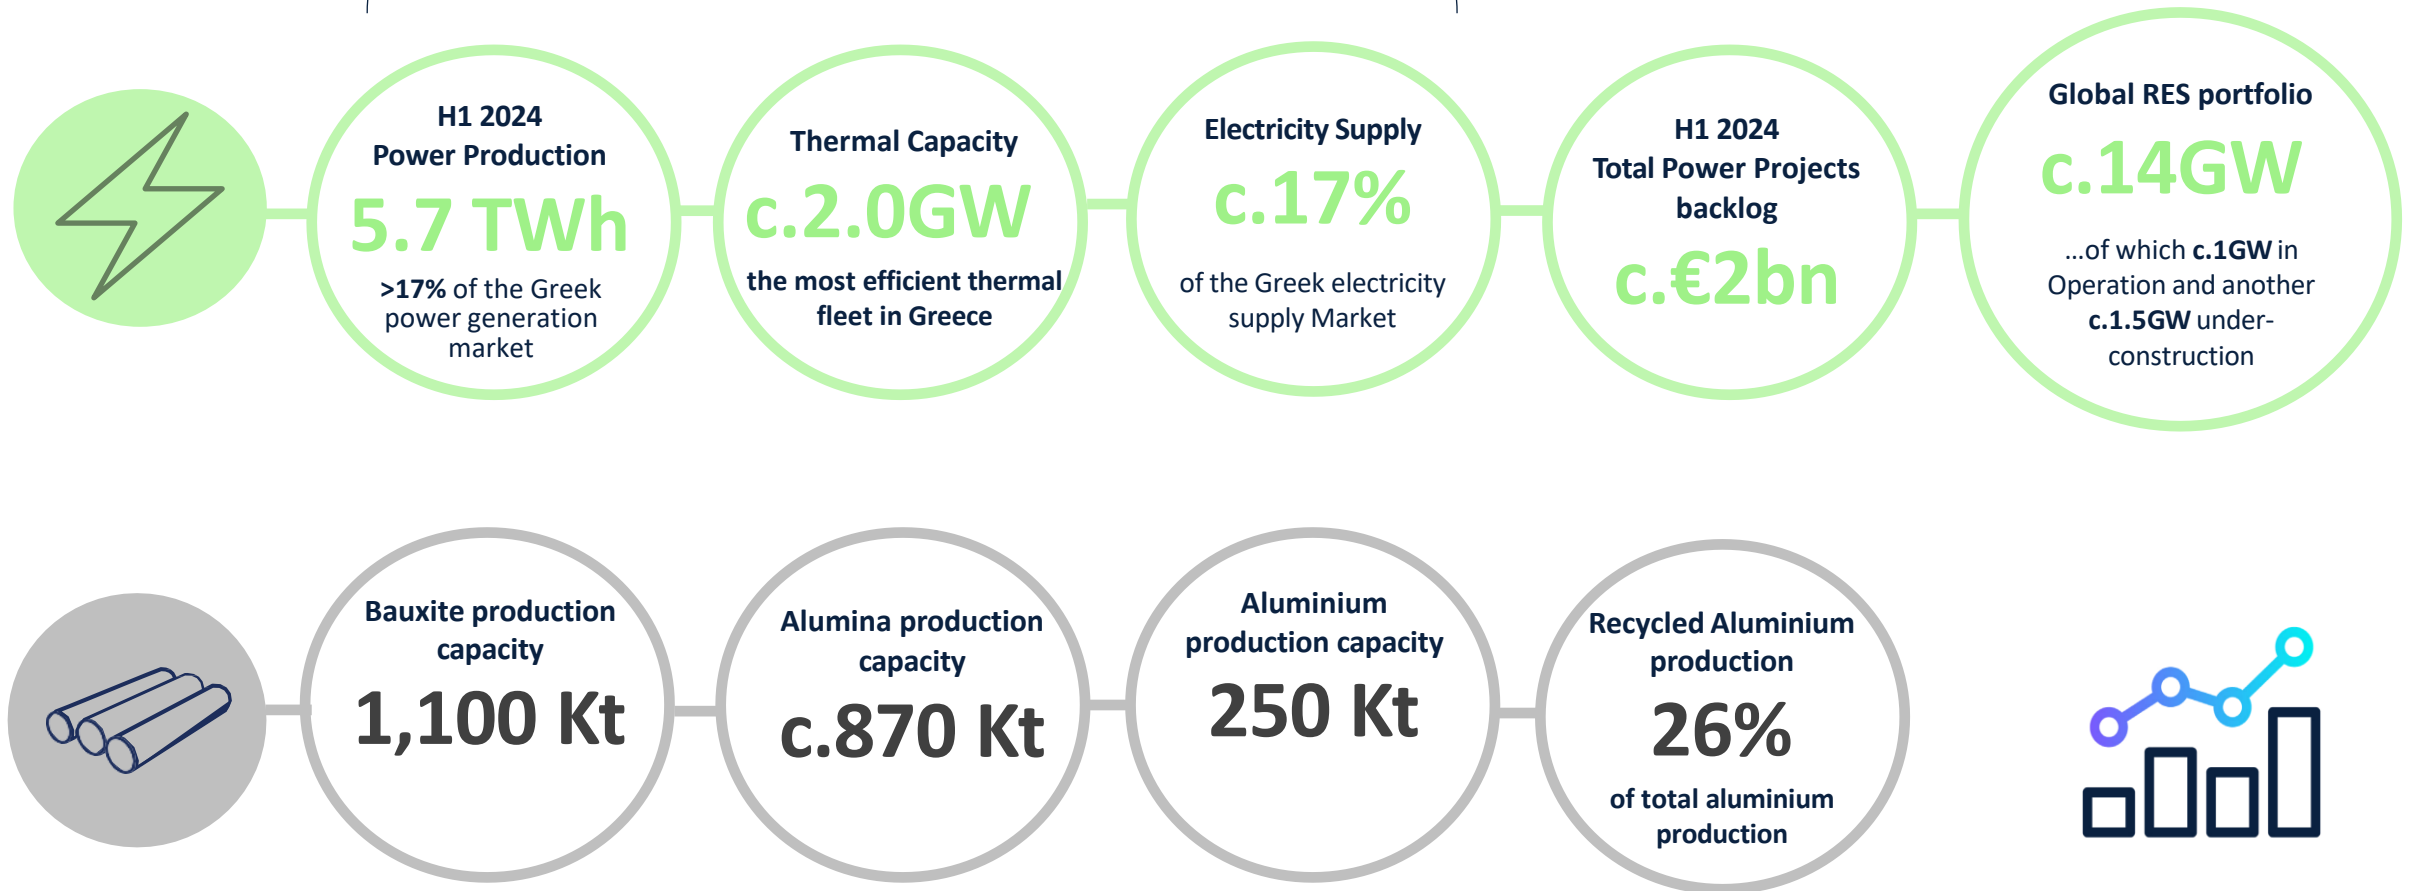 H1 2024
Power Production
5.7 TWh
>17% of the Greek
power generation
market
Thermal Capacity
c.2.0GW
the most efficient thermal
fleet in Greece
Electricity Supply
c.17%
of the Greek electricity
supply Market
H1 2024
Total Power Projects
backlog
c.€2bn
Global RES portfolio
c.14GW
...of which c.1GW in
Operation and another
c.1.5GW under-
construction
Bauxite production
capacity
1,100 Kt
Alumina production
capacity
c.870 Kt
Aluminium
production capacity
250 Kt
Recycled Aluminium
production
26%
of total aluminium
production